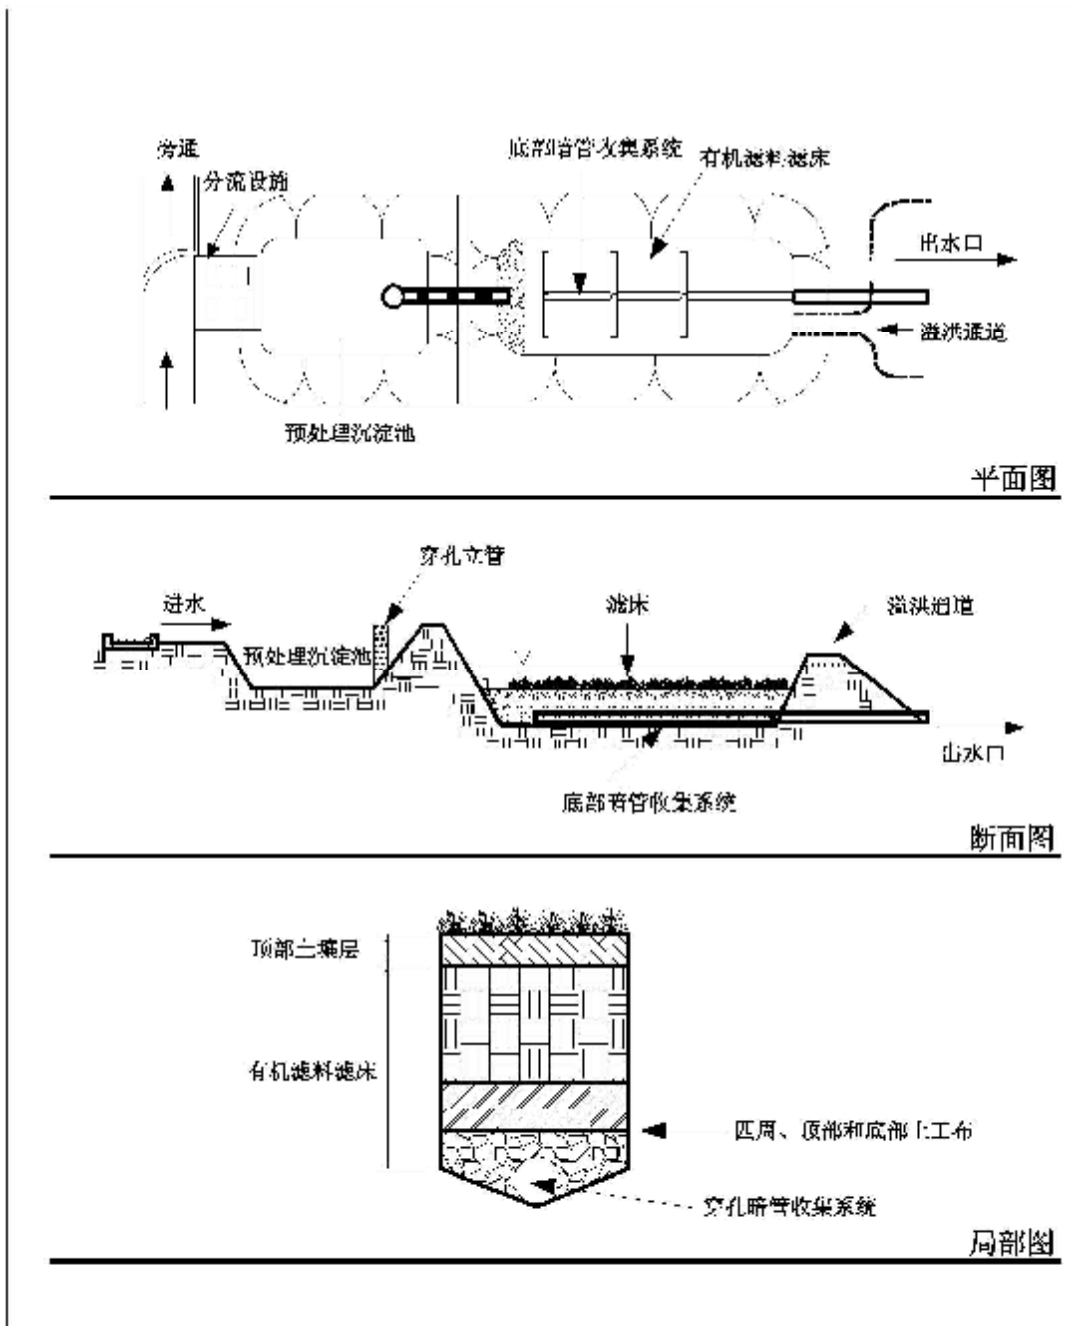 旁通
底部暗管收集系统
有机滤料滤床
分流设施
出水口
溢洪通道
预处理沉淀池
平面图
穿孔立管
进水
滤床
溢洪通道
预处理沉淀池
出水口
底部暗管收集系统
断面图
顶部土壤层
有机滤料滤床
四周、顶部和底部土工布
穿孔暗管收集系统
局部图